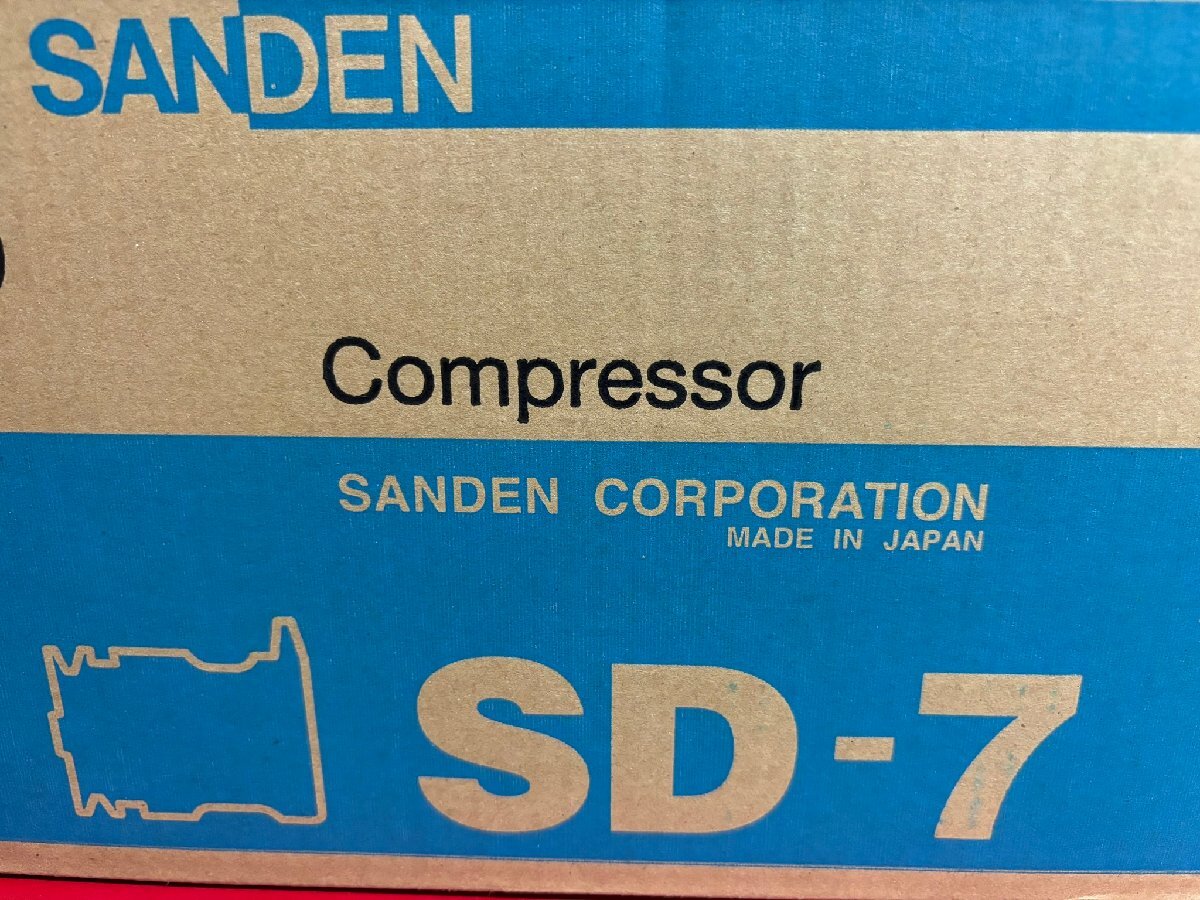 SANDEN
Compressor
SANDEN CORPORATION
MADE IN JAPAN
SD-7